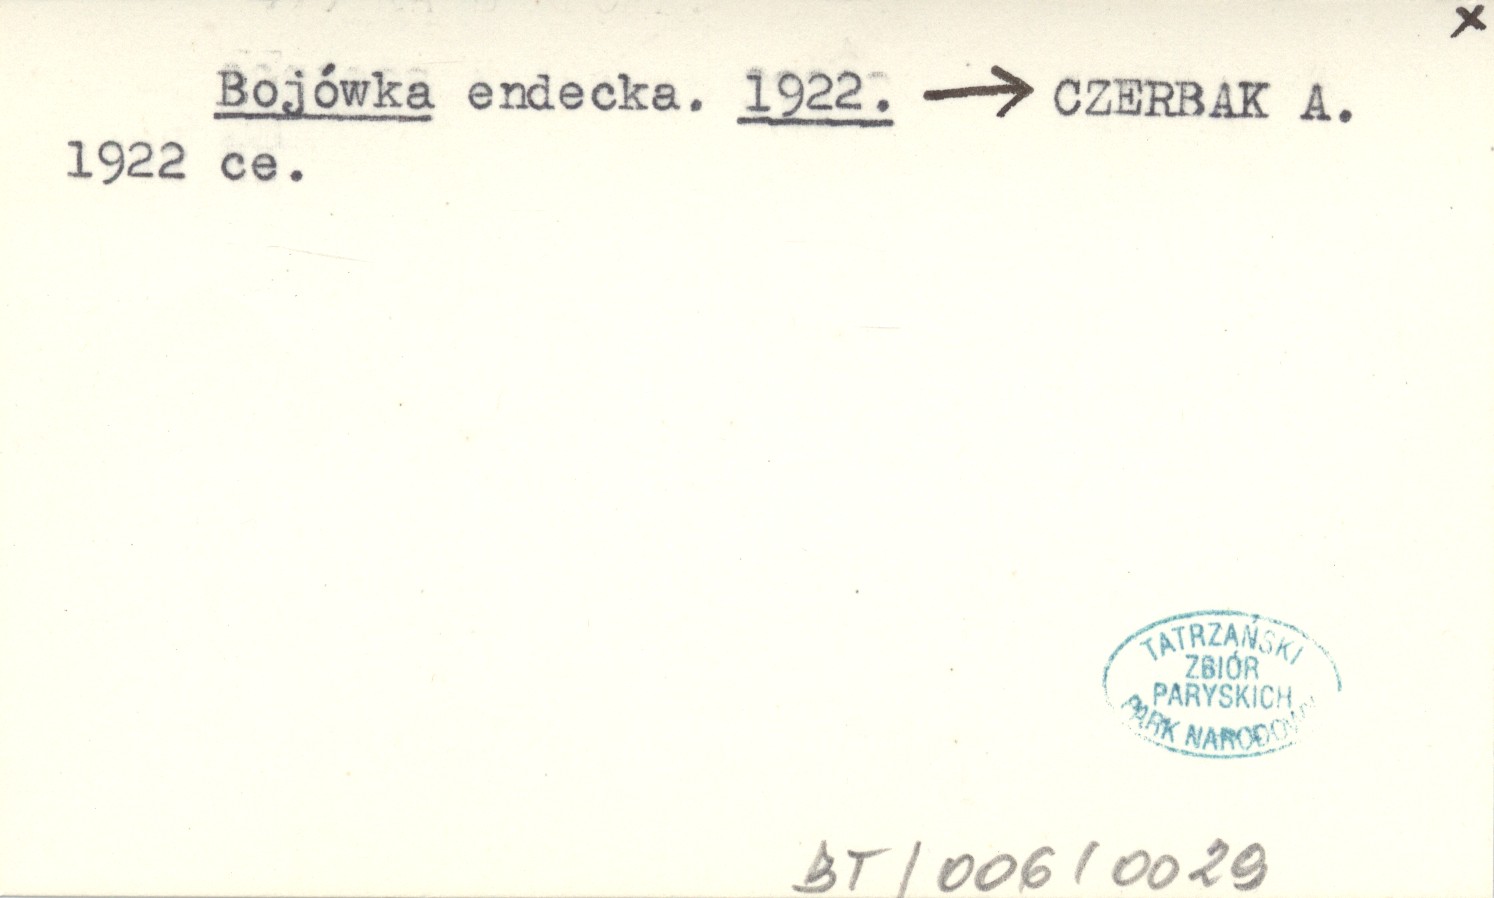 x
Bojówka endecka. 1922. → CZERBAK A.
1922 ce.
TATRZAŃSKI
ZBIÓR
PARYSKICH
PARK NARODOWY
BT/006/0029